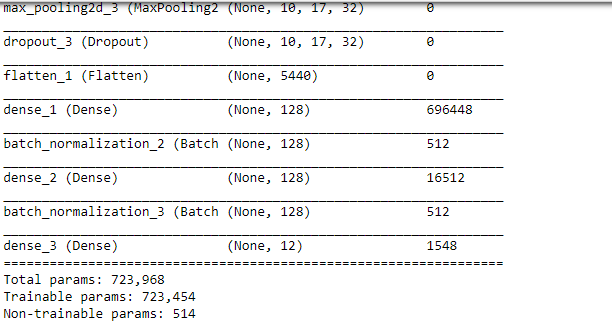 max_pooling2d_3 (MaxPooling2 (None, 10, 17, 32) 0
dropout_3 (Dropout) (None, 10, 17, 32) 0
flatten_1 (Flatten) (None, 5440) 0
dense_1 (Dense) (None, 128) 696448
batch_normalization_2 (Batch (None, 128) 512
dense_2 (Dense) (None, 128) 16512
batch_normalization_3 (Batch (None, 128) 512
dense_3 (Dense) (None, 12) 1548
Total params: 723,968
Trainable params: 723,454
Non-trainable params: 514